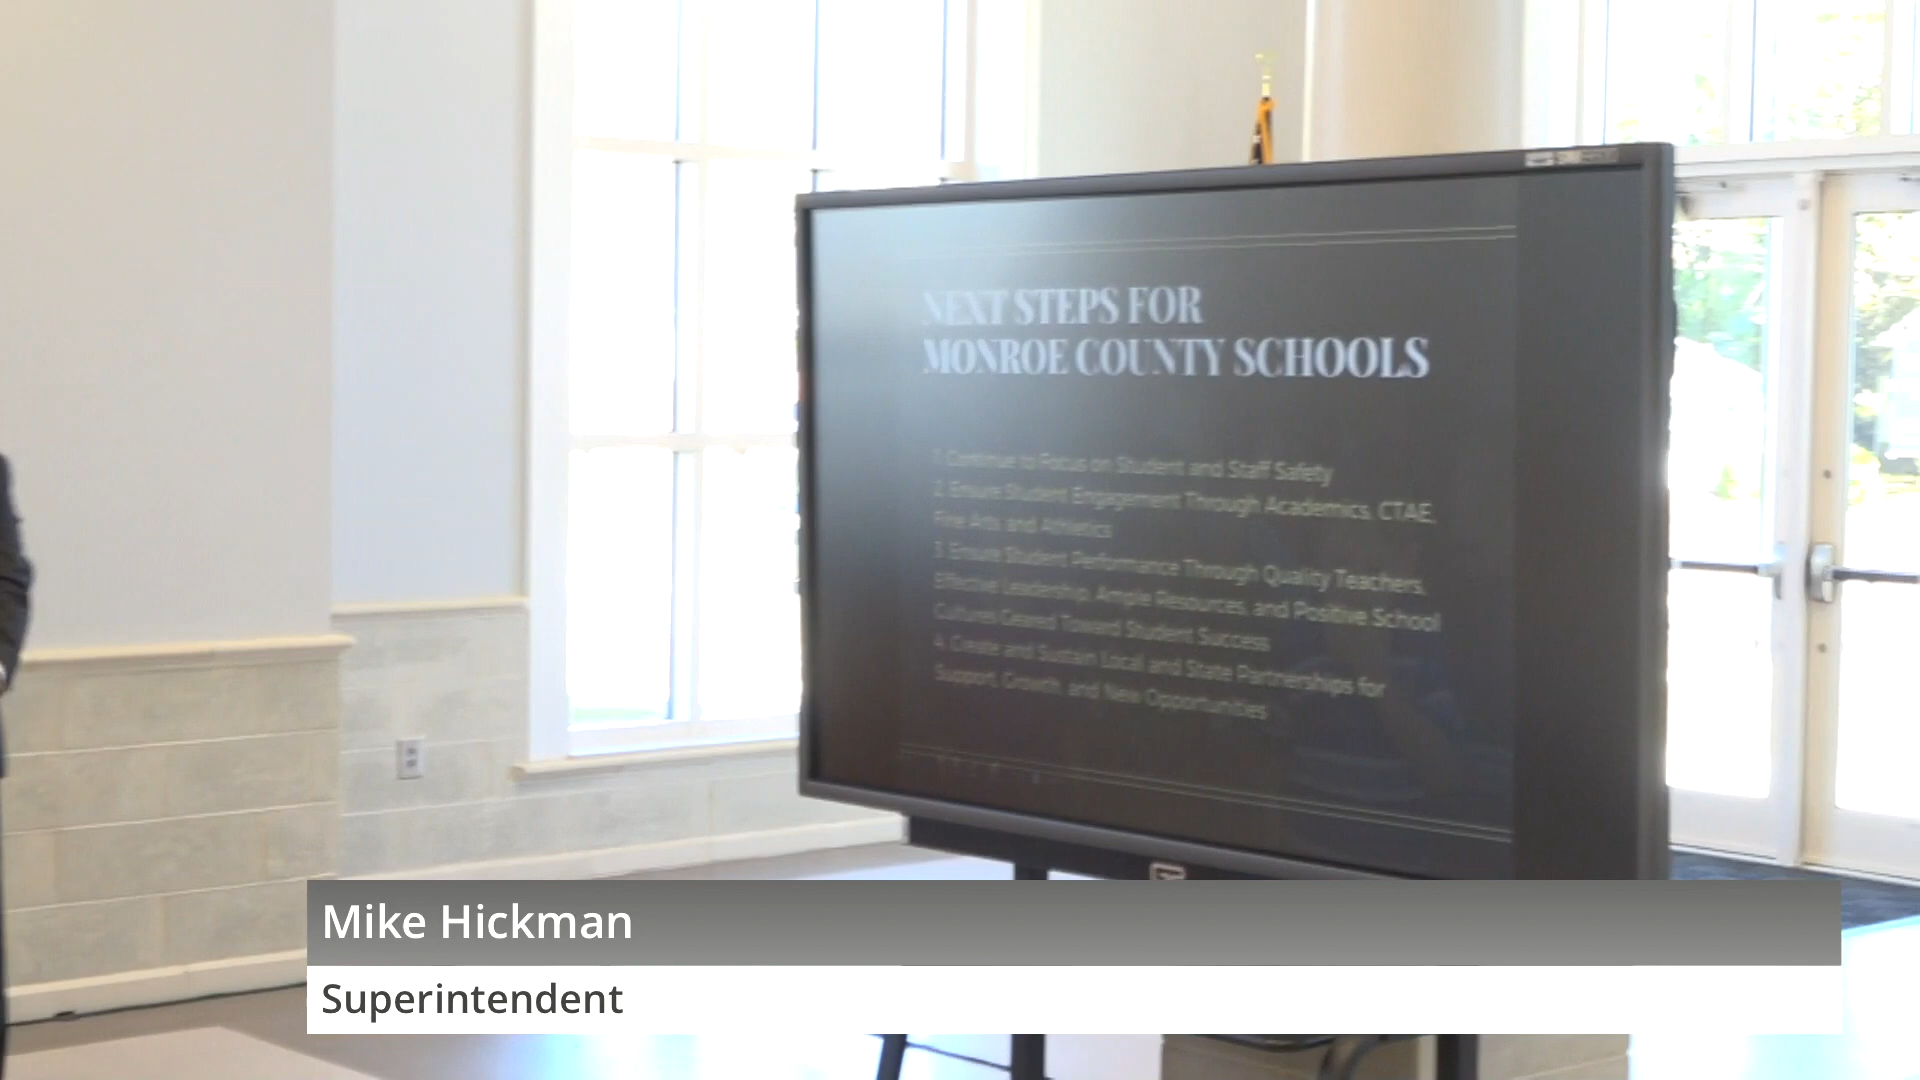 NEXT STEPS FOR
MONROE COUNTY SCHOOLS
1. Continue to Focus on Student and Staff Safety
2. Ensure Student Engagement Through Academics, CTAE,
Fine Arts and Athletics
3. Ensure Student Performance Through Quality Teachers,
Effective Leadership, Ample Resources, and Positive School
Cultures Geared Toward Student Success
4. Create and Sustain Local and State Partnerships for
Support, Growth, and New Opportunities
Mike Hickman
Superintendent